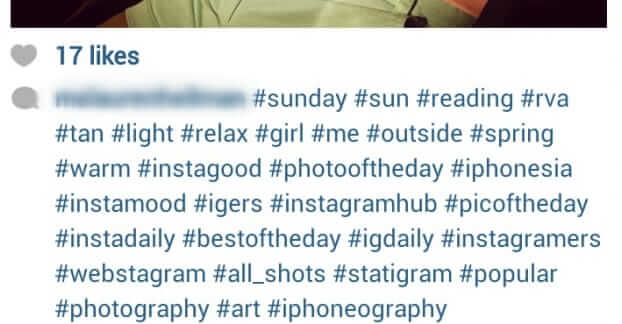 17 likes
#sunday #sun #reading #rva
#tan #light #relax #girl #me #outside #spring
#warm #instagood #photooftheday #iphonesia
#instamood #igers #instagramhub #picoftheday
#instadaily #bestoftheday #igdaily #instagramers
#webstagram #all_shots #statigram #popular
#photography #art #iphoneography